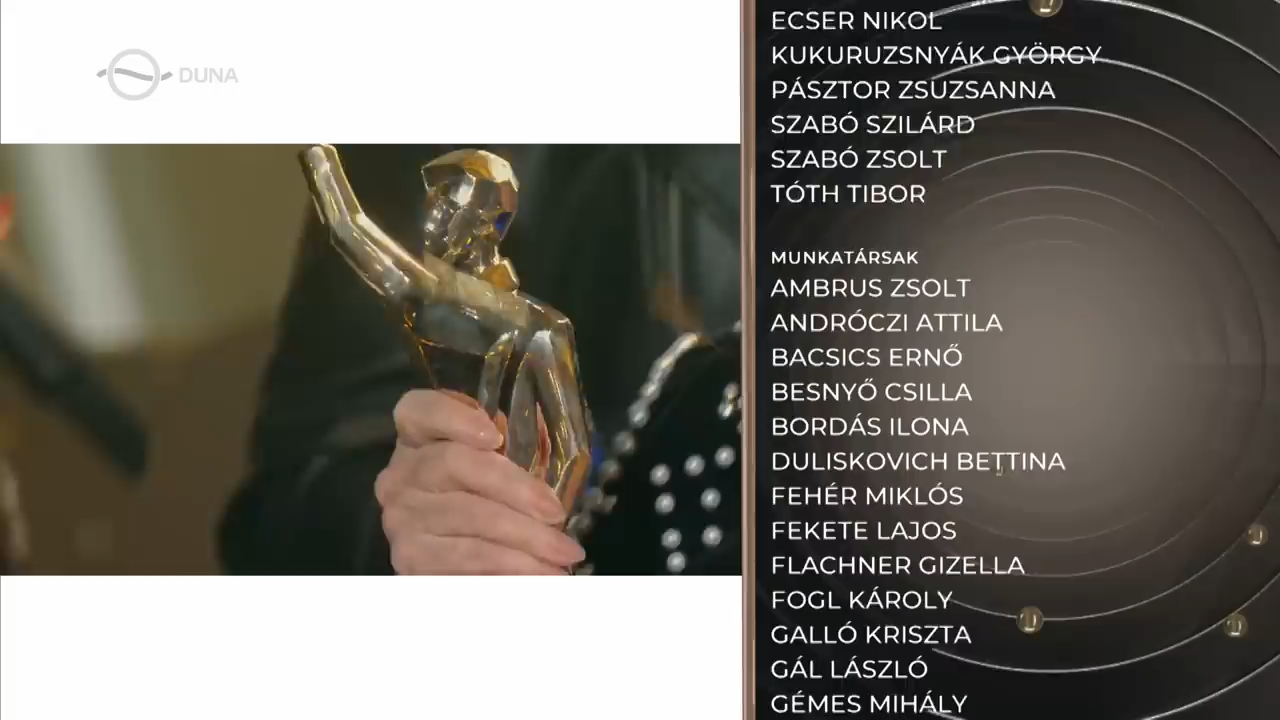 DUNA
ECSER NIKOL
KUKURUZSNYÁK GYÖRGY
PÁSZTOR ZSUZSANNA
SZABÓ SZILÁRD
SZABÓ ZSOLT
TÓTH TIBOR
MUNKATÁRSAK
AMBRUS ZSOLT
ANDRÓCZI ATTILA
BACSICS ERNŐ
BESNYŐ CSILLA
BORDÁS ILONA
DULISKOVICH BETTINA
FEHÉR MIKLÓS
FEKETE LAJOS
FLACHNER GIZELLA
FOGL KÁROLY
GALLÓ KRISZTA
GÁL LÁSZLÓ
GÉMES MIHÁLY